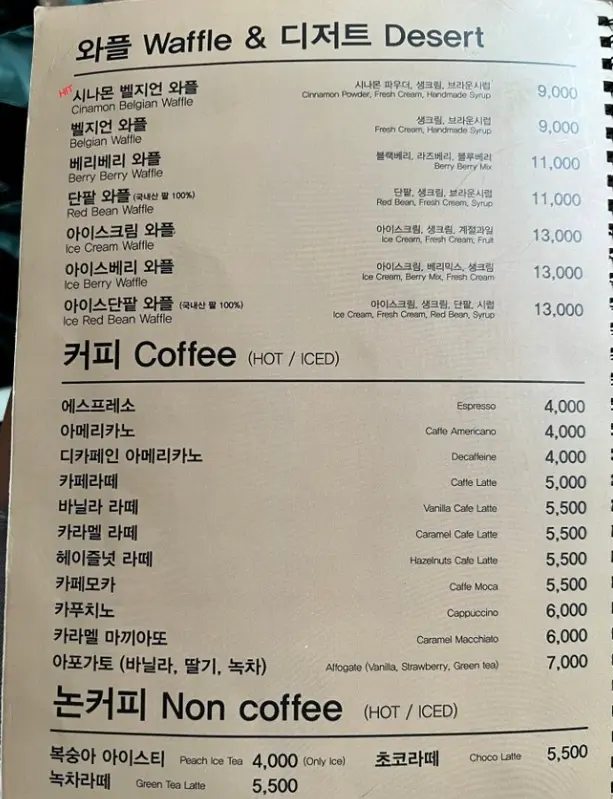 와플 Waffle & 디저트 Desert
HIT 시나몬 벨지언 와플 시나몬 파우더, 생크림, 브라운시럽 9,000
Cinamon Belgian Waffle Cinnamon Powder, Fresh Cream, Handmade Syrup
벨지언 와플 생크림, 브라운시럽 9,000
Belgian Waffle Fresh Cream, Handmade Syrup
베리베리 와플 블랙베리, 라즈베리, 블루베리 11,000
Berry Berry Waffle Berry Berry Mix
단팥 와플 (국내산 팥 100%) 단팥, 생크림, 브라운시럽 11,000
Red Bean Waffle Red Bean, Fresh Cream, Syrup
아이스크림 와플 아이스크림, 생크림, 계절과일 13,000
Ice Cream Waffle Ice Cream, Fresh Cream, Fruit
아이스베리 와플 아이스크림, 베리믹스, 생크림 13,000
Ice Berry Waffle Ice Cream, Berry Mix, Fresh Cream
아이스단팥 와플 (국내산 팥 100%) 아이스크림, 생크림, 단팥, 시럽 13,000
Ice Red Bean Waffle Ice Cream, Fresh Cream, Red Bean, Syrup
커피 Coffee (HOT / ICED)
에스프레소 Espresso 4,000
아메리카노 Caffe Americano 4,000
디카페인 아메리카노 Decaffeine 4,000
카페라떼 Caffe Latte 5,000
바닐라 라떼 Vanilla Cafe Latte 5,500
카라멜 라떼 Caramel Cafe Latte 5,500
헤이즐넛 라떼 Hazelnuts Cafe Latte 5,500
카페모카 Caffe Moca 5,500
카푸치노 Cappuccino 6,000
카라멜 마끼아또 Caramel Macchiato 6,000
아포가토 (바닐라, 딸기, 녹차) Affogate (Vanilla, Strawberry, Green tea) 7,000
논커피 Non coffee (HOT / ICED)
복숭아 아이스티 Peach Ice Tea 4,000 (Only Ice) 초코라떼 Choco Latte 5,500
녹차라떼 Green Tea Latte 5,500